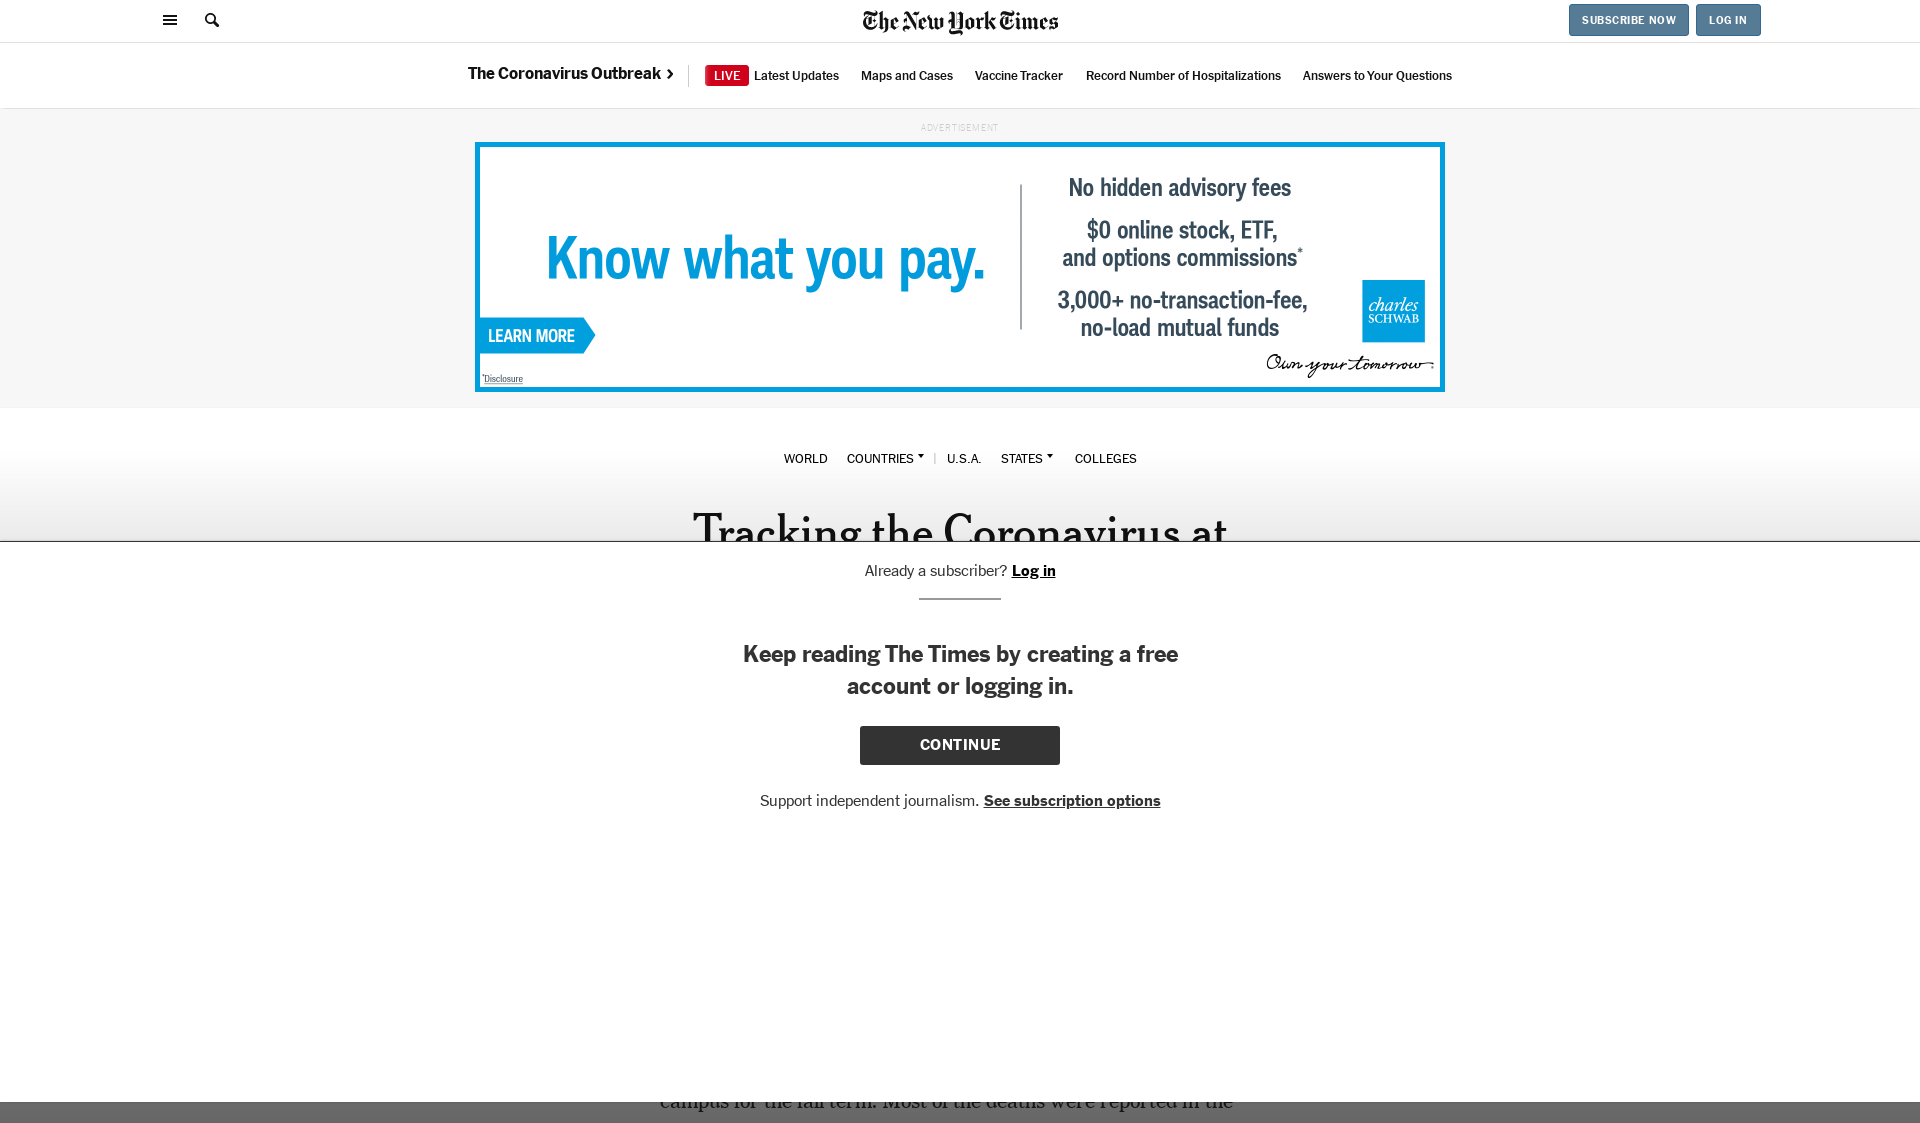 The New York Times
SUBSCRIBE NOW
LOG IN
The Coronavirus Outbreak
LIVE Latest Updates
Maps and Cases
Vaccine Tracker
Record Number of Hospitalizations
Answers to Your Questions
ADVERTISEMENT
Know what you pay.
LEARN MORE
*Disclosure
No hidden advisory fees
$0 online stock, ETF,
and options commissions*
3,000+ no-transaction-fee,
no-load mutual funds
charles
SCHWAB
Own your tomorrow
WORLD
COUNTRIES
U.S.A.
STATES
COLLEGES
Tracking the Coronavirus at
Already a subscriber? Log in
Keep reading The Times by creating a free
account or logging in.
CONTINUE
Support independent journalism. See subscription options
campus for the fall term. Most of the deaths were reported in the